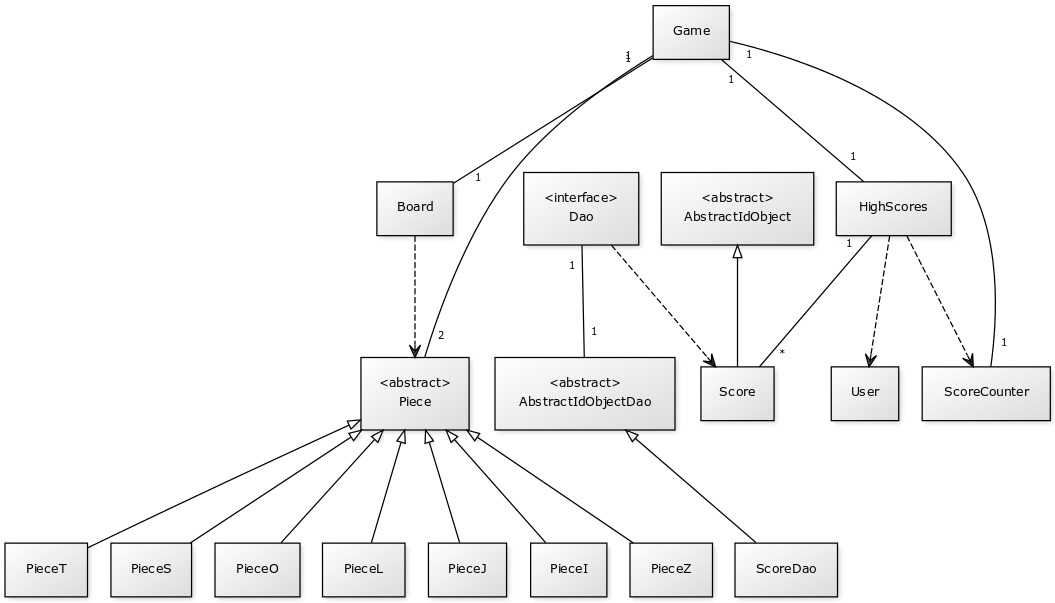 Game
1
1
1
1
1
1
Board
<interface>
Dao
<abstract>
AbstractIdObject
HighScores
1
1
1
2
1
1
*
<abstract>
Piece
<abstract>
AbstractIdObjectDao
Score
User
ScoreCounter
PieceT
PieceS
PieceO
PieceL
PieceJ
PieceI
PieceZ
ScoreDao